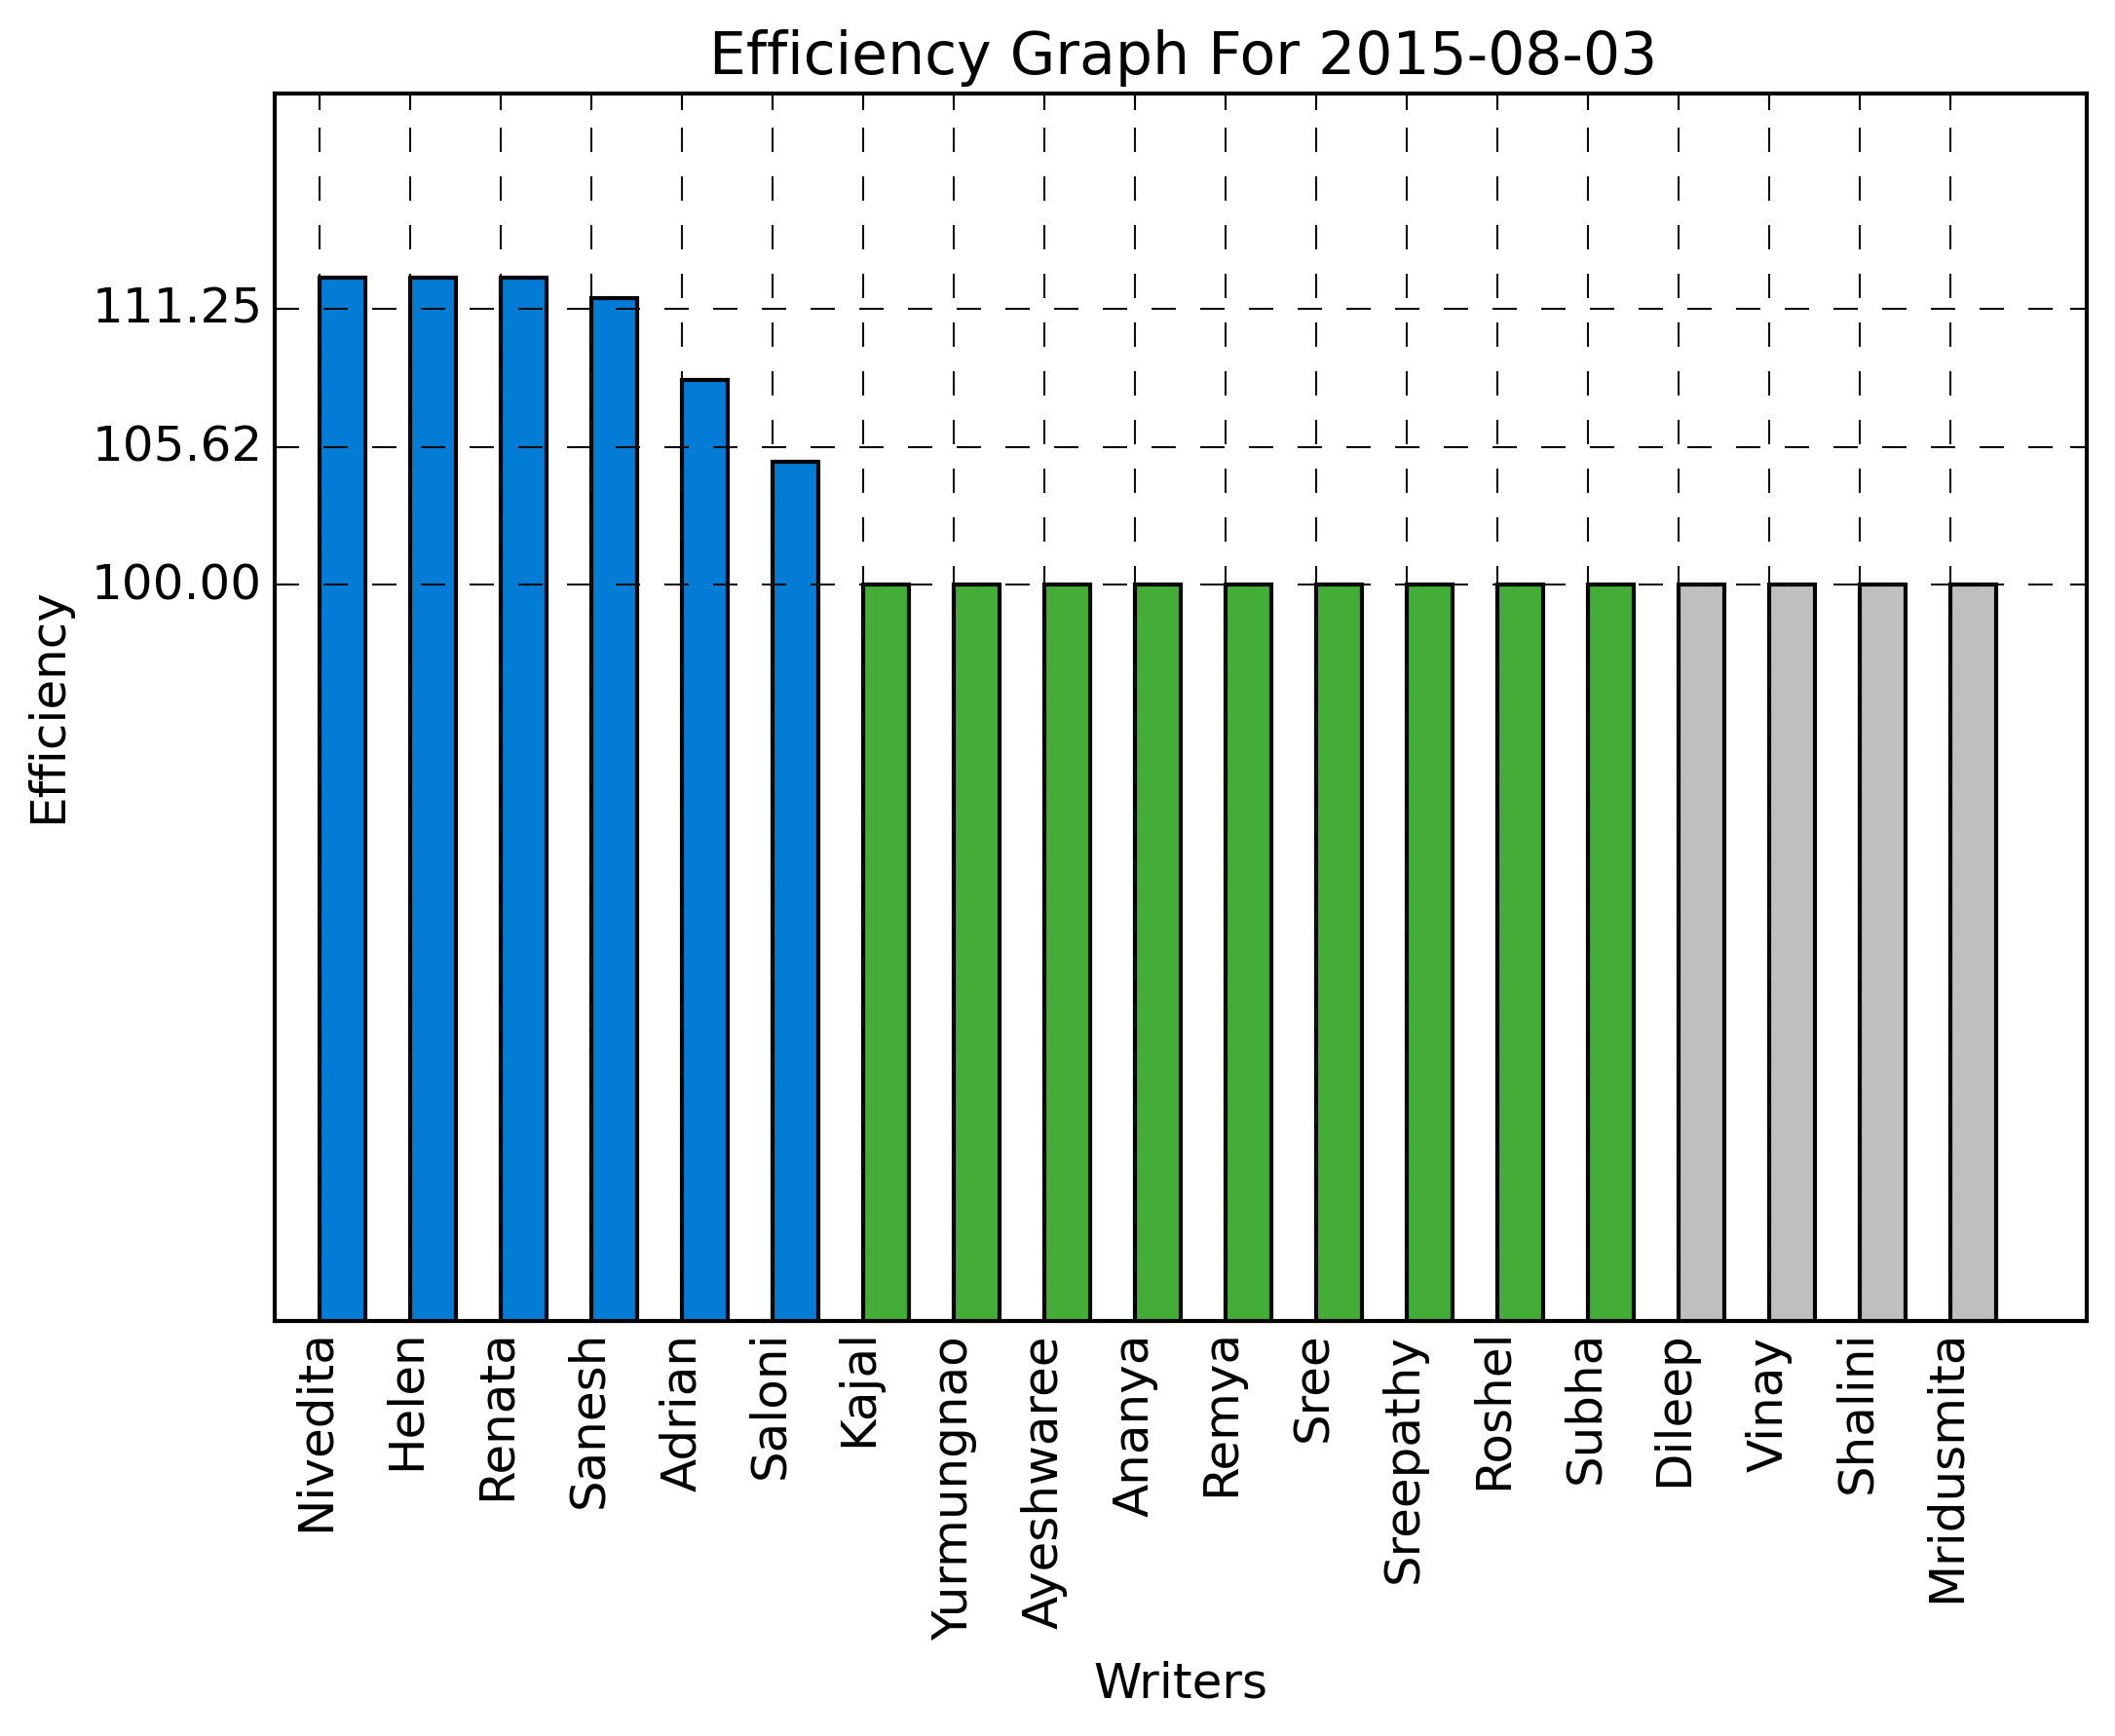 Efficiency Graph For 2015-08-03
111.25
105.62
100.00
Efficiency
Nivedita
Helen
Renata
Sanesh
Adrian
Saloni
Kajal
Yurmungnao
Ayeshwaree
Ananya
Remya
Sree
Sreepathy
Roshel
Subha
Dileep
Vinay
Shalini
Mridusmita
Writers